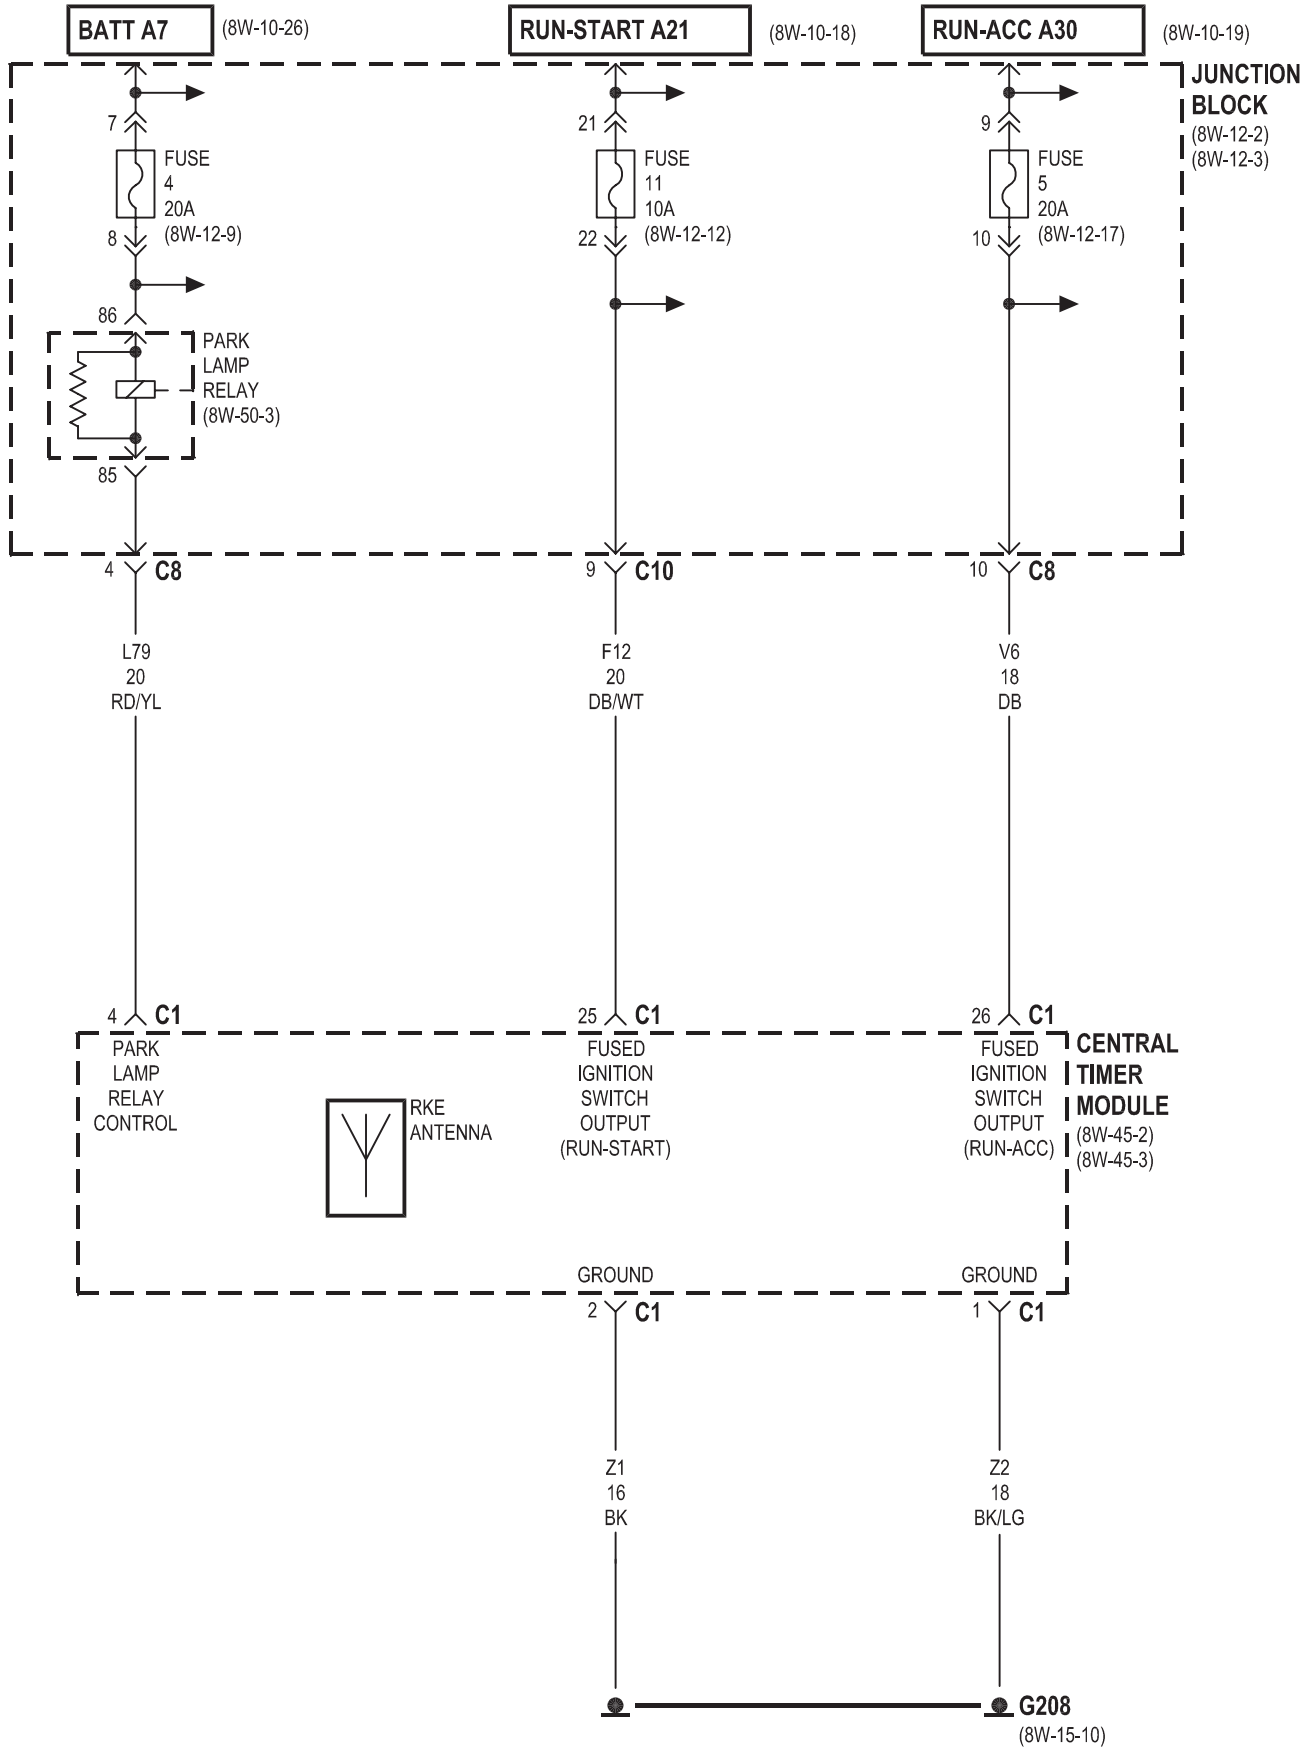 BATT A7
(8W-10-26)
RUN-START A21
(8W-10-18)
RUN-ACC A30
(8W-10-19)
JUNCTION
BLOCK
(8W-12-2)
(8W-12-3)
7
FUSE
4
20A
(8W-12-9)
8
21
FUSE
11
10A
(8W-12-12)
22
9
FUSE
5
20A
(8W-12-17)
10
86
PARK
LAMP
RELAY
(8W-50-3)
85
4
C8
9
C10
10
C8
L79
20
RD/YL
F12
20
DB/WT
V6
18
DB
4
C1
25
C1
26
C1
PARK
LAMP
RELAY
CONTROL
RKE
ANTENNA
FUSED
IGNITION
SWITCH
OUTPUT
(RUN-START)
FUSED
IGNITION
SWITCH
OUTPUT
(RUN-ACC)
CENTRAL
TIMER
MODULE
(8W-45-2)
(8W-45-3)
GROUND
GROUND
2
C1
1
C1
Z1
16
BK
Z2
18
BK/LG
G208
(8W-15-10)